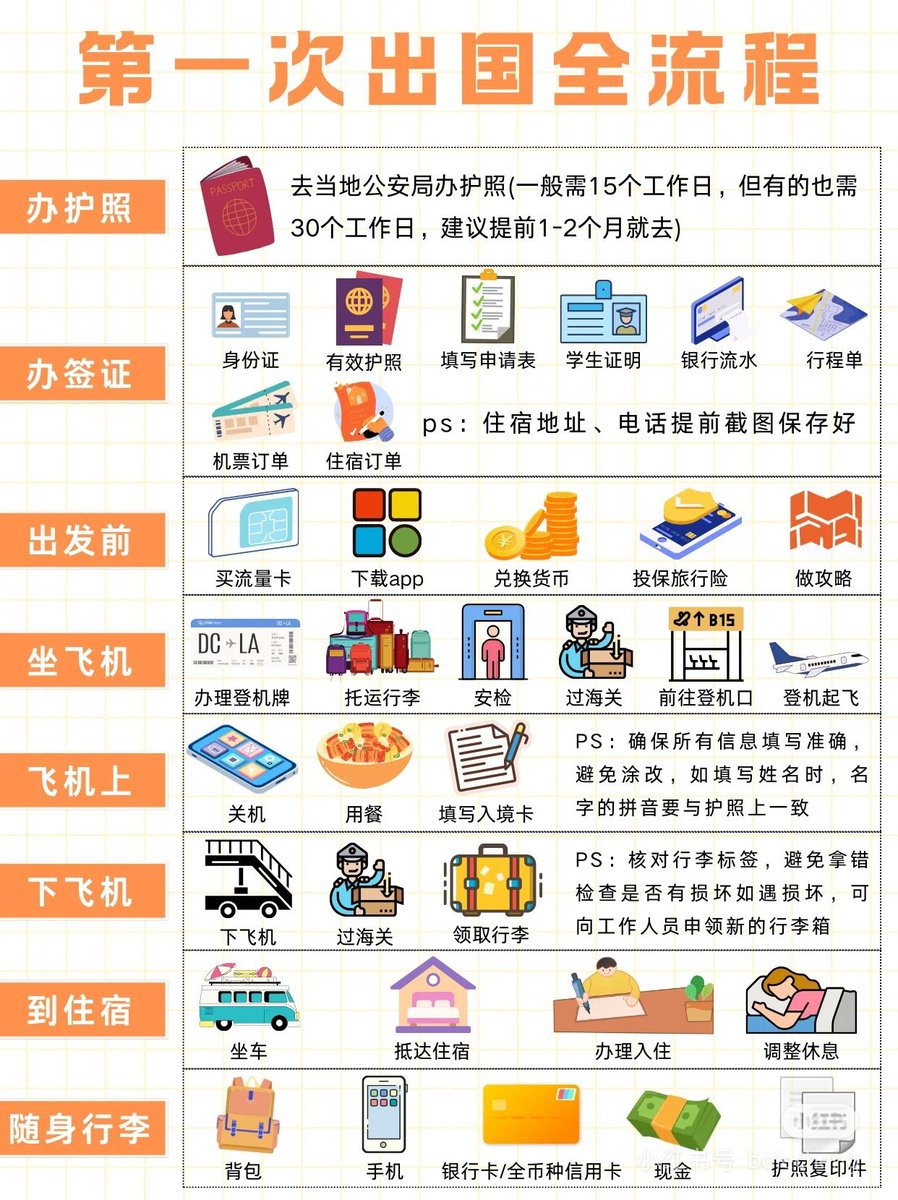 第一次出国全流程
办护照
PASSPORT
去当地公安局办护照(一般需15个工作日，但有的也需
30个工作日，建议提前1-2个月就去)
办签证
身份证
有效护照
填写申请表
学生证明
银行流水
行程单
机票订单
住宿订单
ps：住宿地址、电话提前截图保存好
出发前
买流量卡
下载app
兑换货币
投保旅行险
做攻略
坐飞机
DC LA
B15
办理登机牌
托运行李
安检
过海关
前往登机口
登机起飞
飞机上
关机
用餐
填写入境卡
PS：确保所有信息填写准确，
避免涂改，如填写姓名时，名
字的拼音要与护照上一致
下飞机
下飞机
过海关
领取行李
PS：核对行李标签，避免拿错
检查是否有损坏如遇损坏，可
向工作人员申领新的行李箱
到住宿
坐车
抵达住宿
办理入住
调整休息
随身行李
小红书
背包
手机
银行卡/全币种信用卡
现金
护照复印件
小红书号: